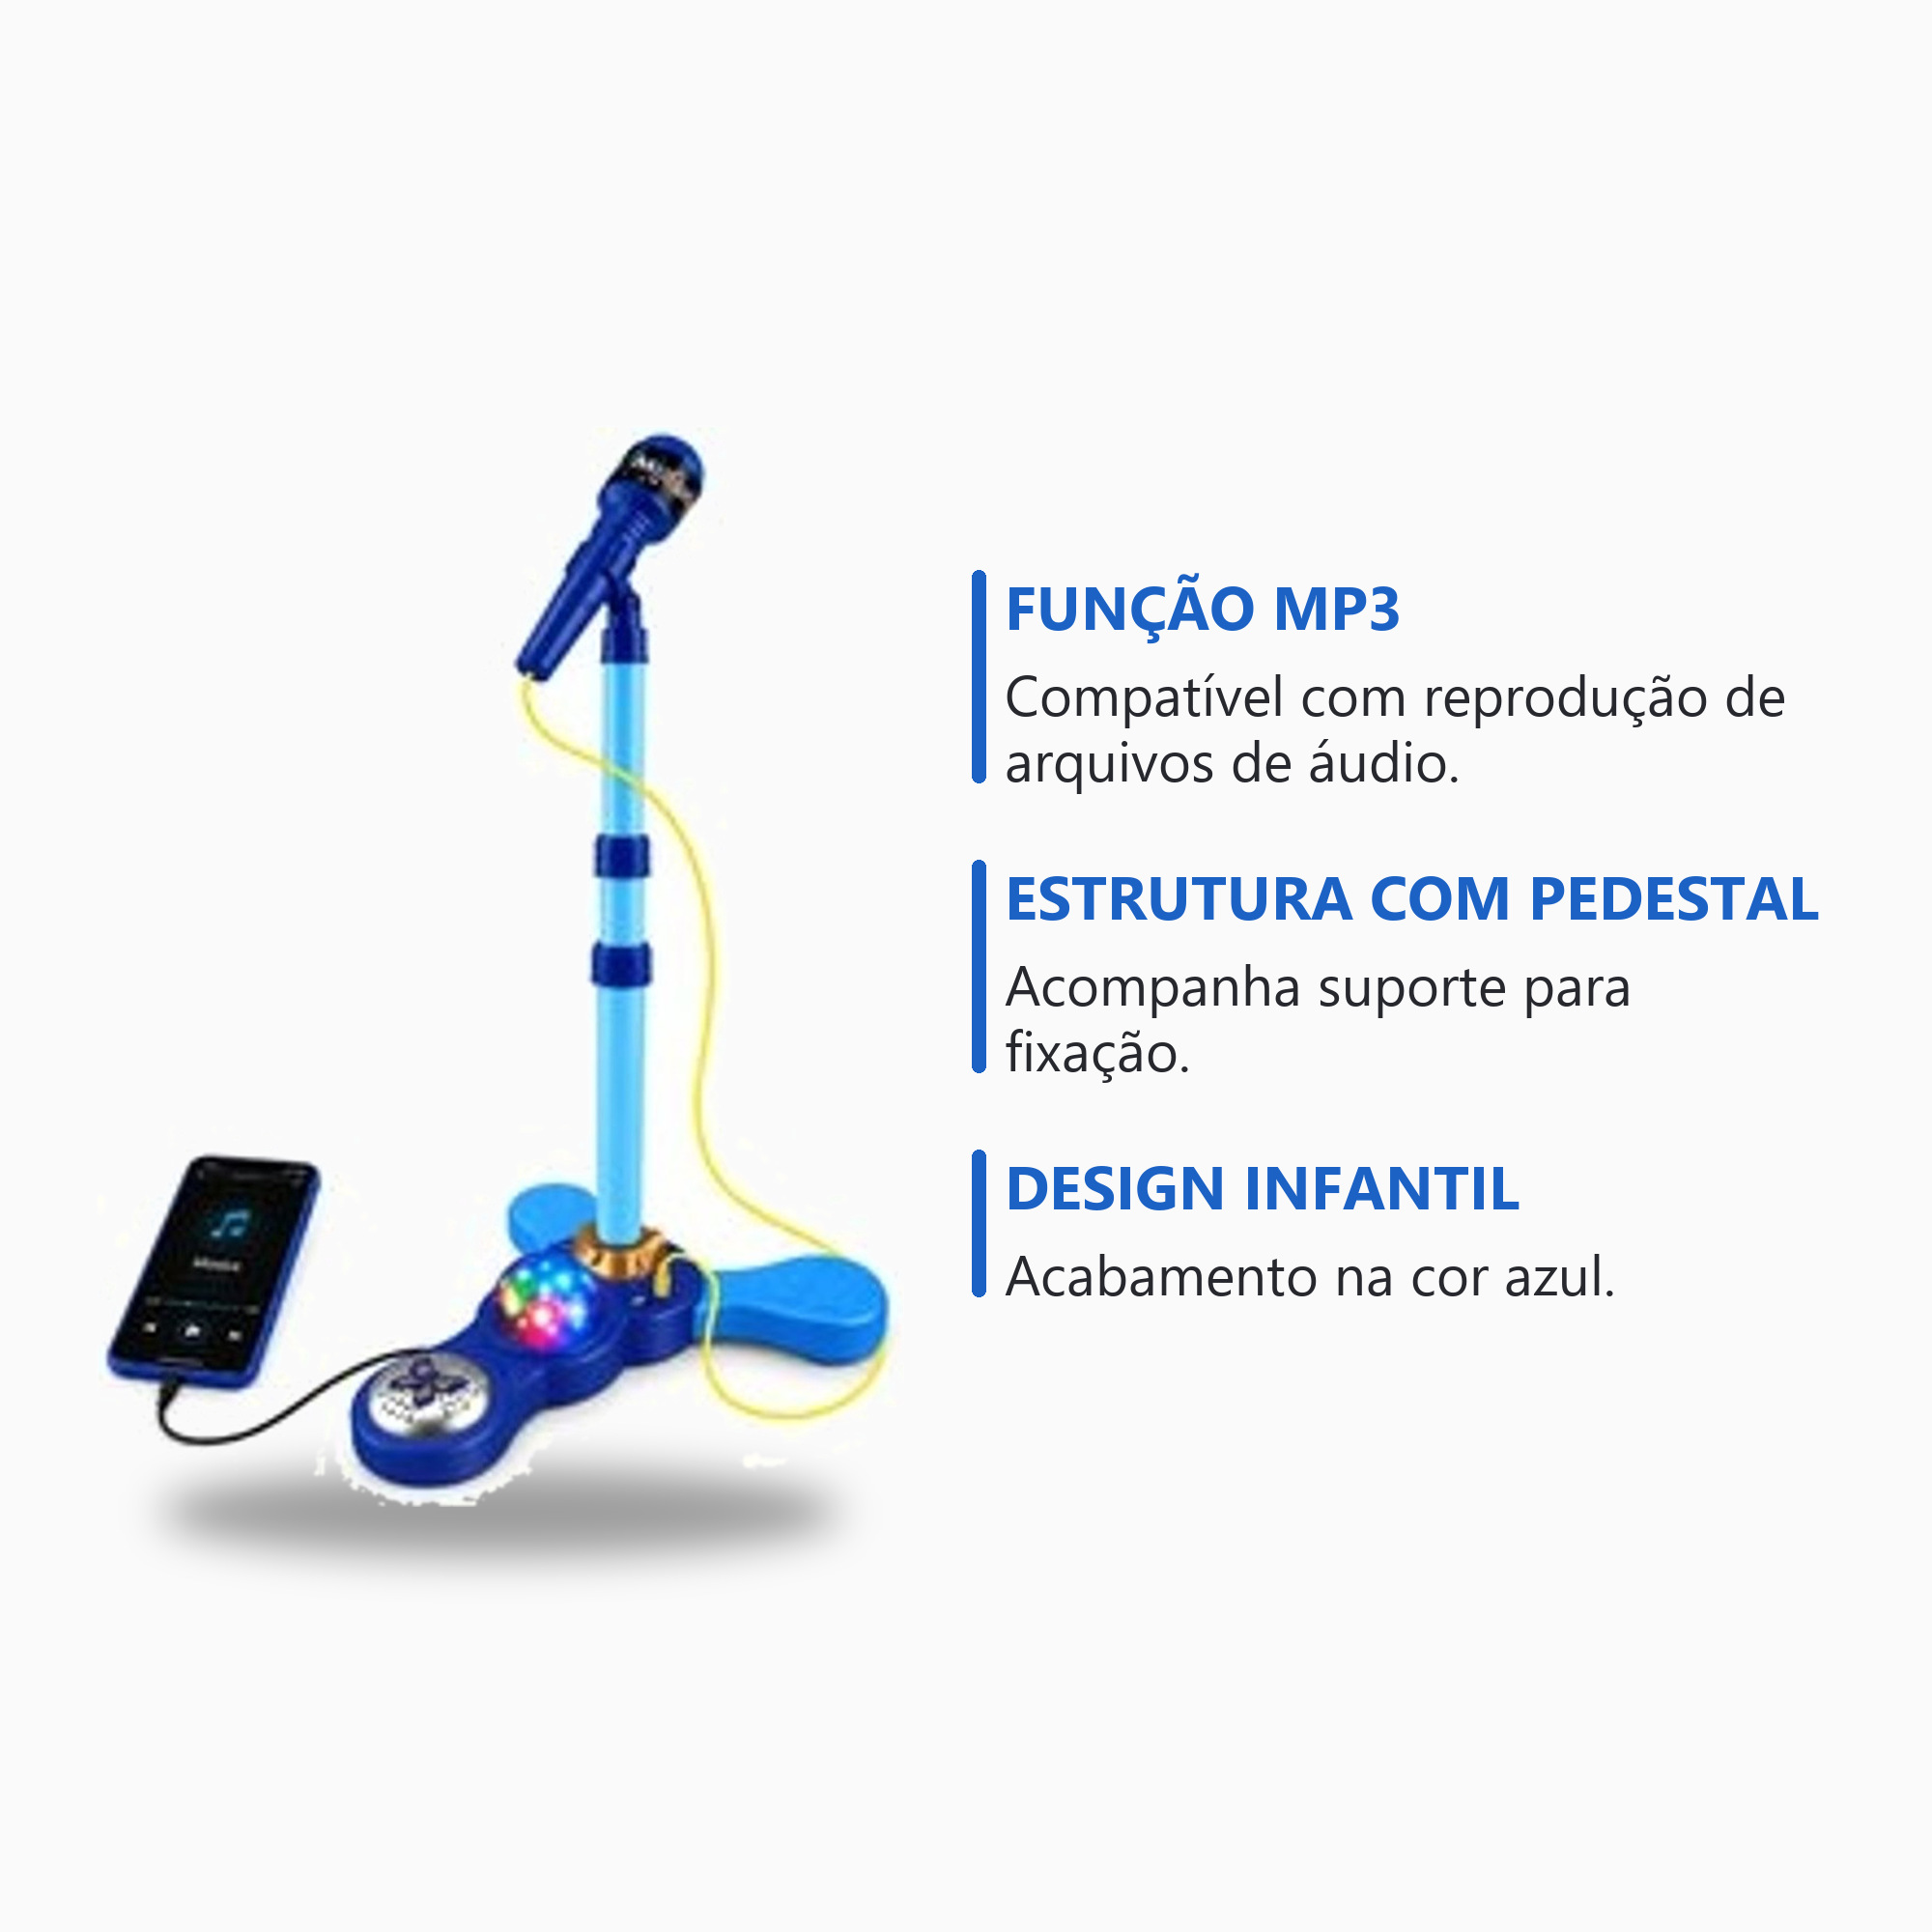 FUNÇÃO MP3
Compatível com reprodução de
arquivos de áudio.
ESTRUTURA COM PEDESTAL
Acompanha suporte para
fixação.
DESIGN INFANTIL
Acabamento na cor azul.